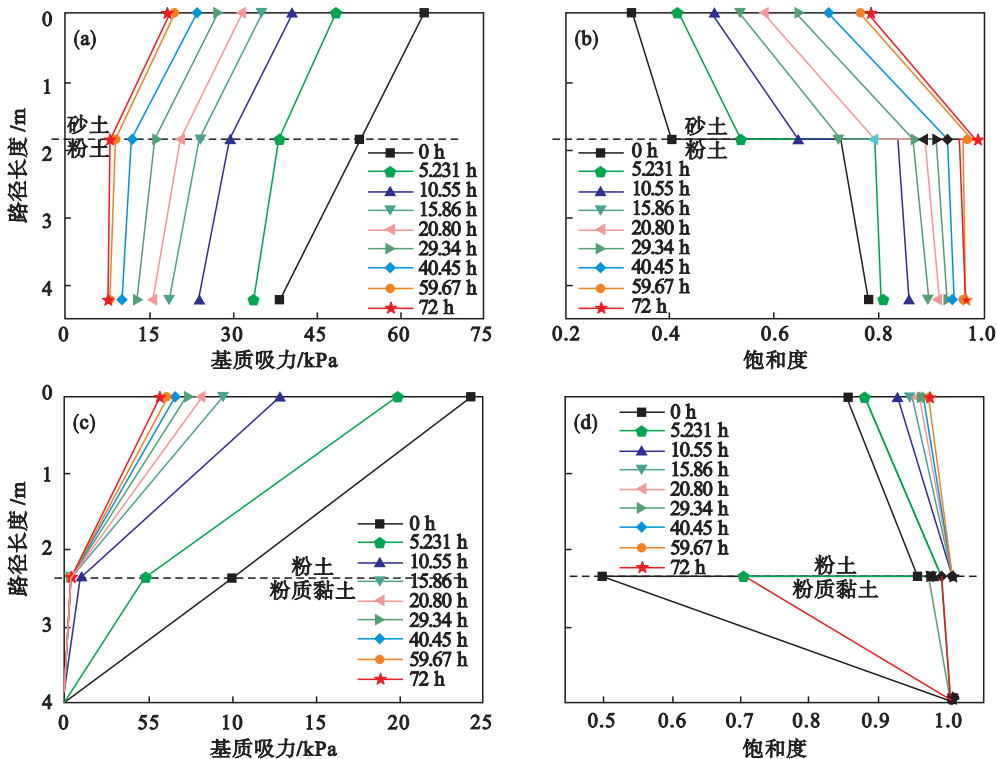 (a)
0
1
2
3
4
路径长度/m
砂土
粉土
0 h
5.231 h
10.55 h
15.86 h
20.80 h
29.34 h
40.45 h
59.67 h
72 h
0 15 30 45 60 75
基质吸力/kPa
(b)
砂土
粉土
0 h
5.231 h
10.55 h
15.86 h
20.80 h
29.34 h
40.45 h
59.67 h
72 h
0.2 0.4 0.6 0.8 1.0
饱和度
(c)
0
1
2
3
4
路径长度/m
粉土
粉质黏土
0 h
5.231 h
10.55 h
15.86 h
20.80 h
29.34 h
40.45 h
59.67 h
72 h
0 55 10 15 20 25
基质吸力/kPa
(d)
0 h
5.231 h
10.55 h
15.86 h
20.80 h
29.34 h
40.45 h
59.67 h
72 h
粉土
粉质黏土
0.5 0.6 0.7 0.8 0.9 1.0
饱和度